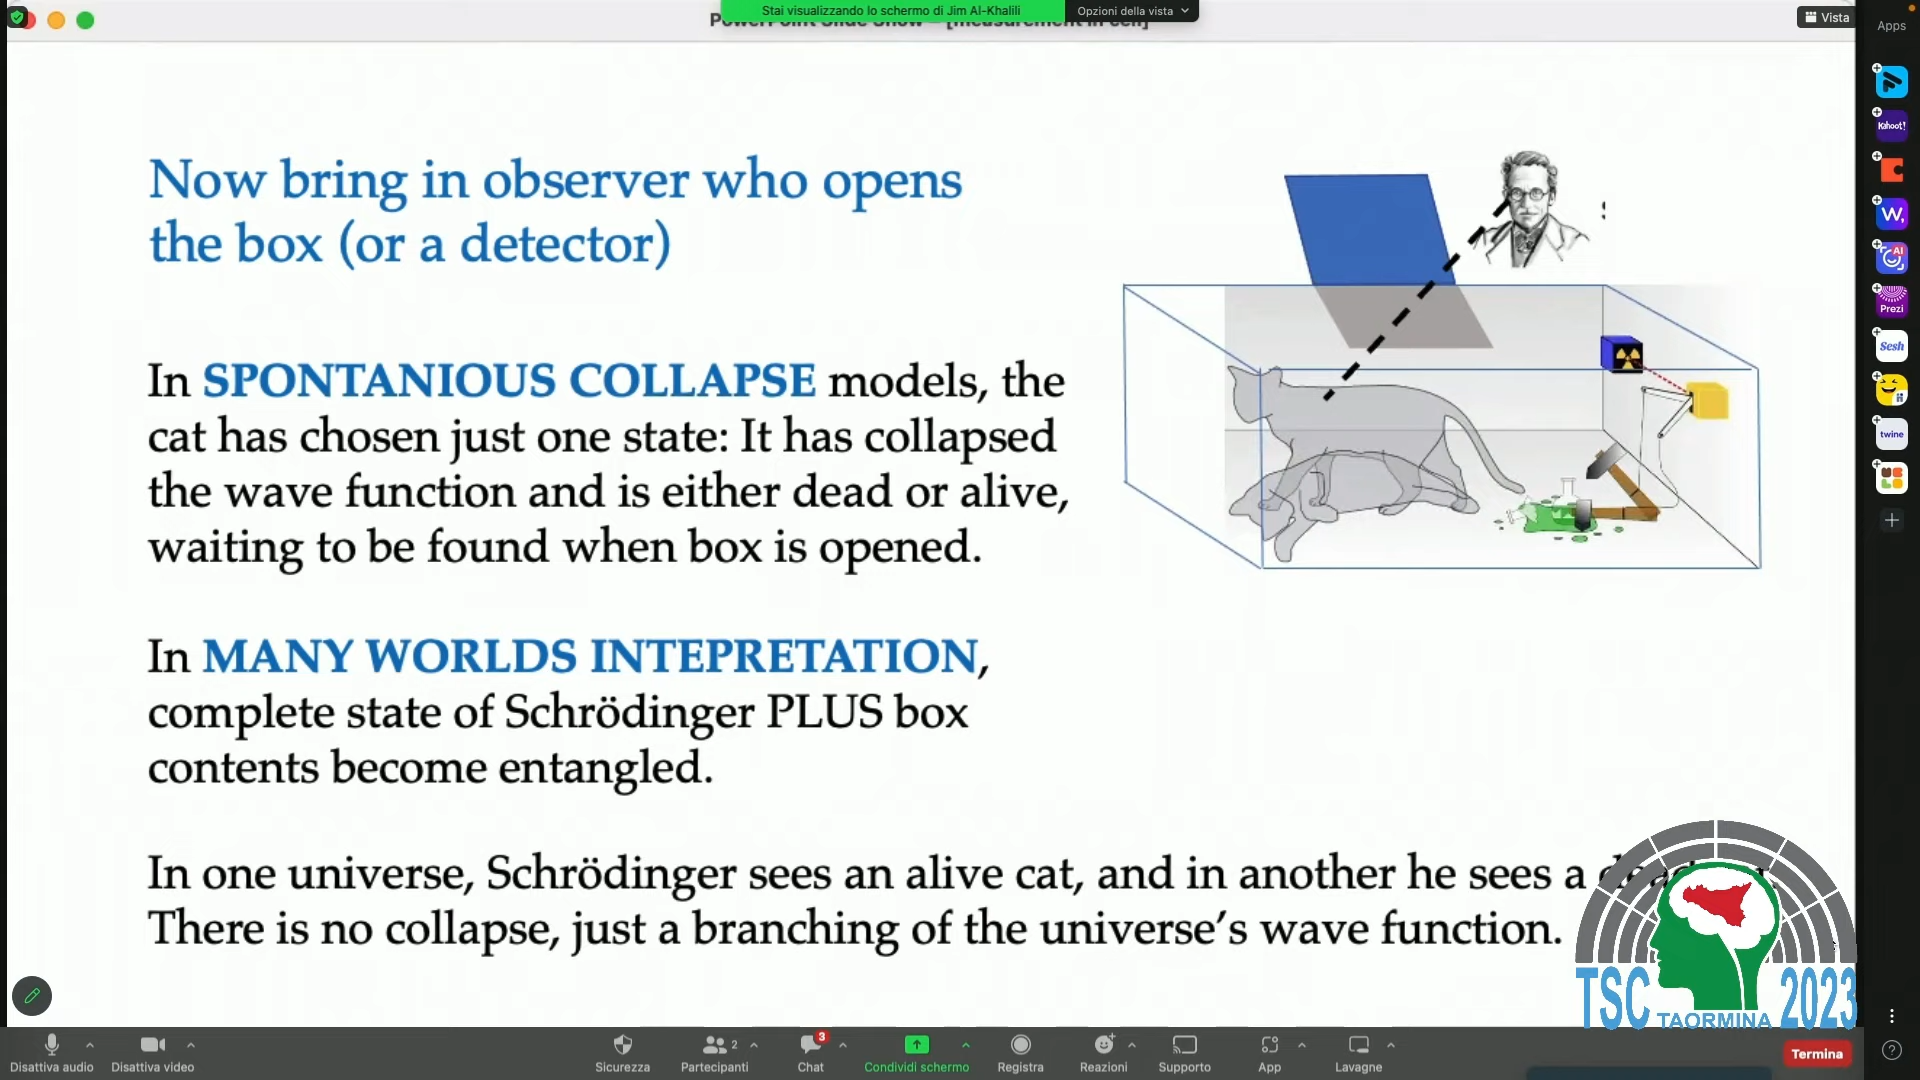 Stai visualizzando lo schermo di Jim Al-Khalili
Opzioni della vista
Vista
Apps
Now bring in observer who opens
the box (or a detector)
In SPONTANIOUS COLLAPSE models, the
cat has chosen just one state: It has collapsed
the wave function and is either dead or alive,
waiting to be found when box is opened.
In MANY WORLDS INTEPRETATION,
complete state of Schrödinger PLUS box
contents become entangled.
In one universe, Schrödinger sees an alive cat, and in another he sees a
There is no collapse, just a branching of the universe's wave function.
Kahoot!
W,
AI
Prezi
Sesh
twine
TSC 2023
TAORMINA
Disattiva audio
Disattiva video
Sicurezza
2
Partecipanti
3
Chat
Condividi schermo
Registra
Reazioni
Supporto
App
Lavagne
Termina